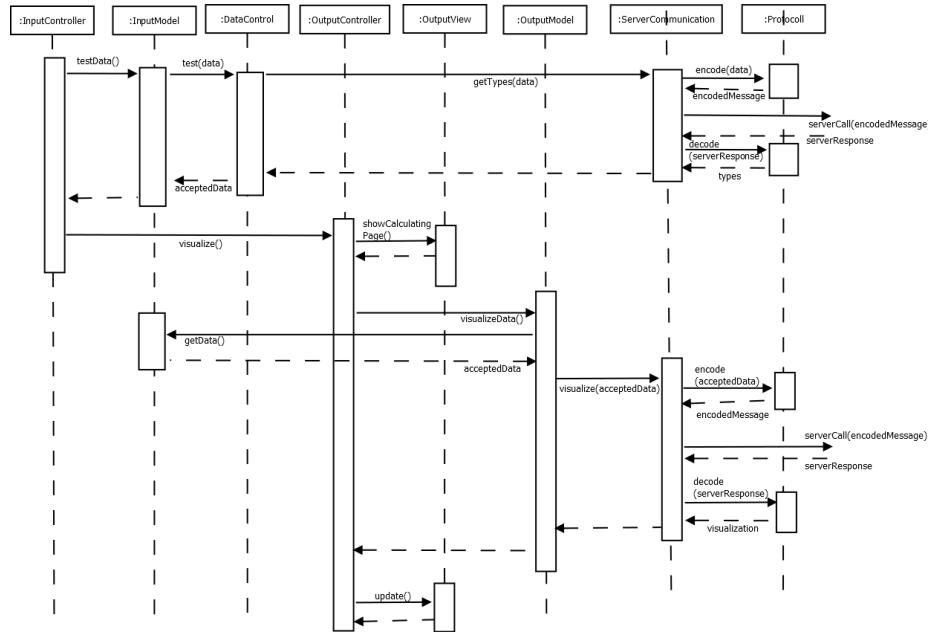 :InputController
:InputModel
:DataControl
:OutputController
:OutputView
:OutputModel
:ServerCommunication
:Protocoll
testData()
test(data)
getTypes(data)
encode(data)
encodedMessage
serverCall(encodedMessage)
serverResponse
decode
(serverResponse)
types
acceptedData
visualize()
showCalculating
Page()
visualizeData()
getData()
acceptedData
visualize(acceptedData)
encode
(acceptedData)
encodedMessage
serverCall(encodedMessage)
serverResponse
decode
(serverResponse)
visualization
update()